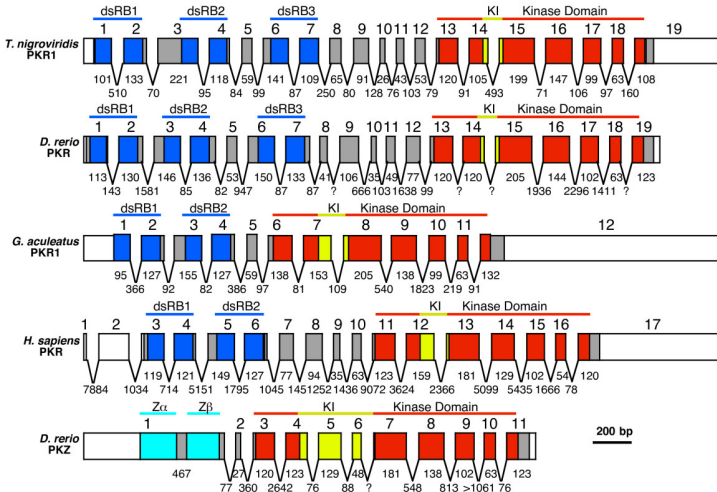 dsRB1 dsRB2 dsRB3 KI Kinase Domain
1 2 3 4 5 6 7 8 9 10 11 12 13 14 15 16 17 18 19
T. nigroviridis
PKR1
101 133 221 118 59 141 109 65 91 26 43 53 120 105 199 147 99 63 108
510 70 95 84 99 87 250 80 128 76 103 79 91 493 71 106 97 160
dsRB1 dsRB2 dsRB3 KI Kinase Domain
1 2 3 4 5 6 7 8 9 10 11 12 13 14 15 16 17 18 19
D. rerio
PKR
113 130 146 136 53 150 133 41 106 35 49 77 120 120 205 144 102 63 123
143 1581 85 82 947 87 87 ? 666 103 1638 99 ? ? 1936 2296 1411 ?
dsRB1 dsRB2 KI Kinase Domain
1 2 3 4 5 6 7 8 9 10 11 12
G. aculeatus
PKR1
95 127 155 127 59 138 153 205 138 99 63 132
366 92 82 386 97 81 109 540 1823 219 91
dsRB1 dsRB2 KI Kinase Domain
1 2 3 4 5 6 7 8 9 10 11 12 13 14 15 16 17
H. sapiens
PKR
119 121 149 127 77 94 35 63 123 159 181 129 102 54 120
7884 1034 714 5151 1795 1045 145 1252 1436 9072 3624 2366 5099 5435 1666 78
Zα Zβ KI Kinase Domain
1 2 3 4 5 6 7 8 9 10 11
D. rerio
PKZ
467 27 120 123 129 48 181 138 102 63 123
77 360 2642 76 88 ? 548 813 >1061 76
200 bp